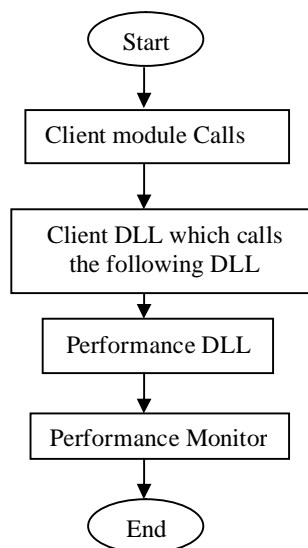 Start
Client module Calls
Client DLL which calls
the following DLL
Performance DLL
Performance Monitor
End